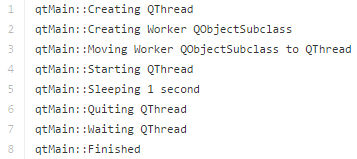 1 qtMain::Creating QThread
2 qtMain::Creating Worker QObjectSubclass
3 qtMain::Moving Worker QObjectSubclass to QThread
4 qtMain::Starting QThread
5 qtMain::Sleeping 1 second
6 qtMain::Quiting QThread
7 qtMain::Waiting QThread
8 qtMain::Finished